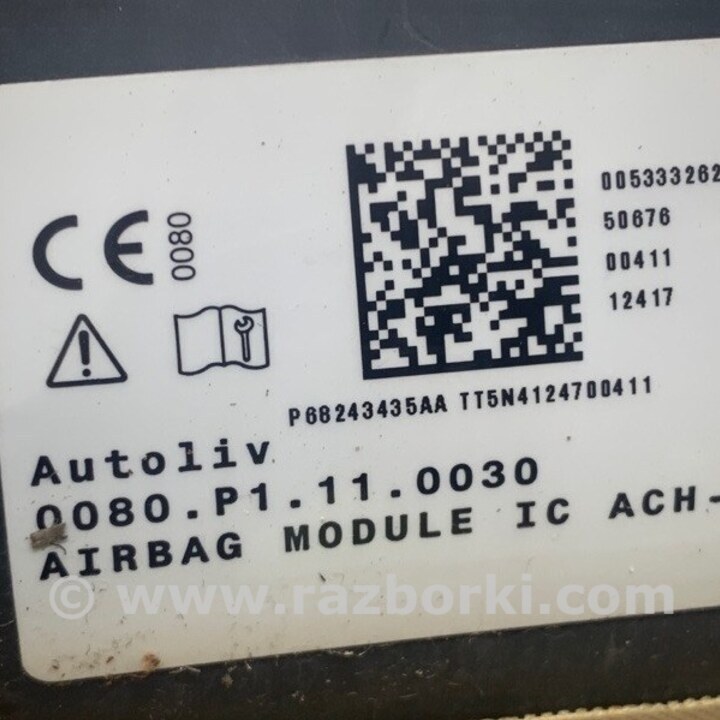 CE 0080
005333262
50676
00411
12417
P68243435AA TT5N4124700411
Autoliv
0080.P1.11.0030
AIRBAG MODULE IC ACH-
© www.razborki.com